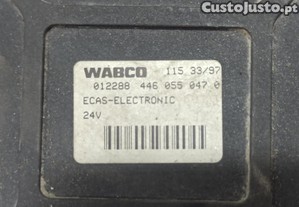 CustoJusto.pt
WABCO 115 33/97
012288 446 055 047 0
ECAS-ELECTRONIC
24V